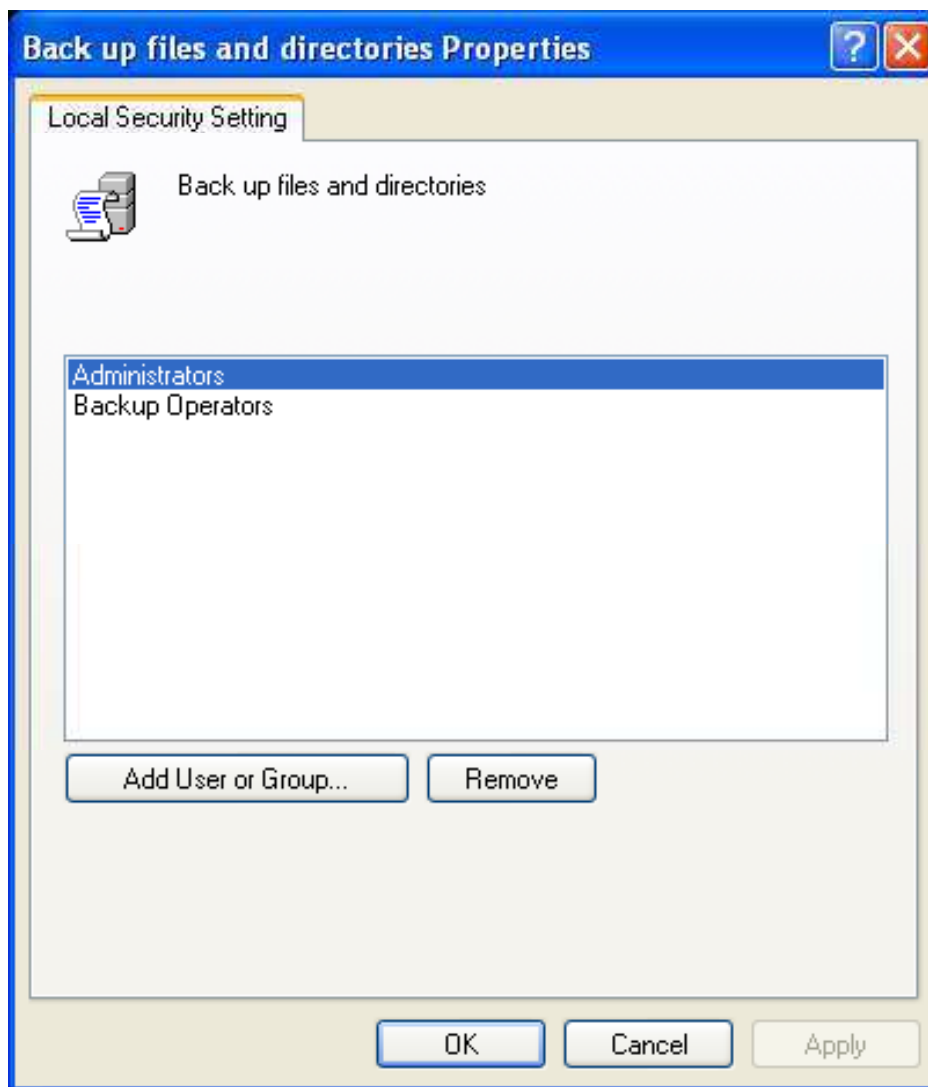 Back up files and directories Properties
Local Security Setting
Back up files and directories
Administrators
Backup Operators
Add User or Group... Remove
OK Cancel Apply